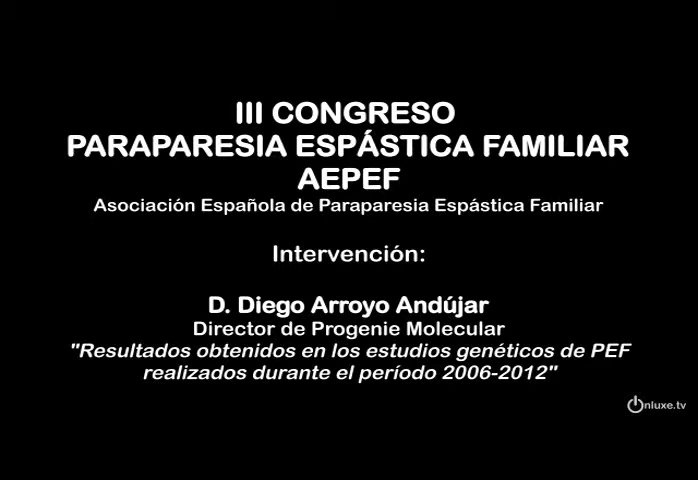 III CONGRESO
PARAPARESIA ESPÁSTICA FAMILIAR
AEPEF
Asociación Española de Paraparesia Espástica Familiar
Intervención:
D. Diego Arroyo Andújar
Director de Progenie Molecular
"Resultados obtenidos en los estudios genéticos de PEF
realizados durante el período 2006-2012"
Onluxe.tv